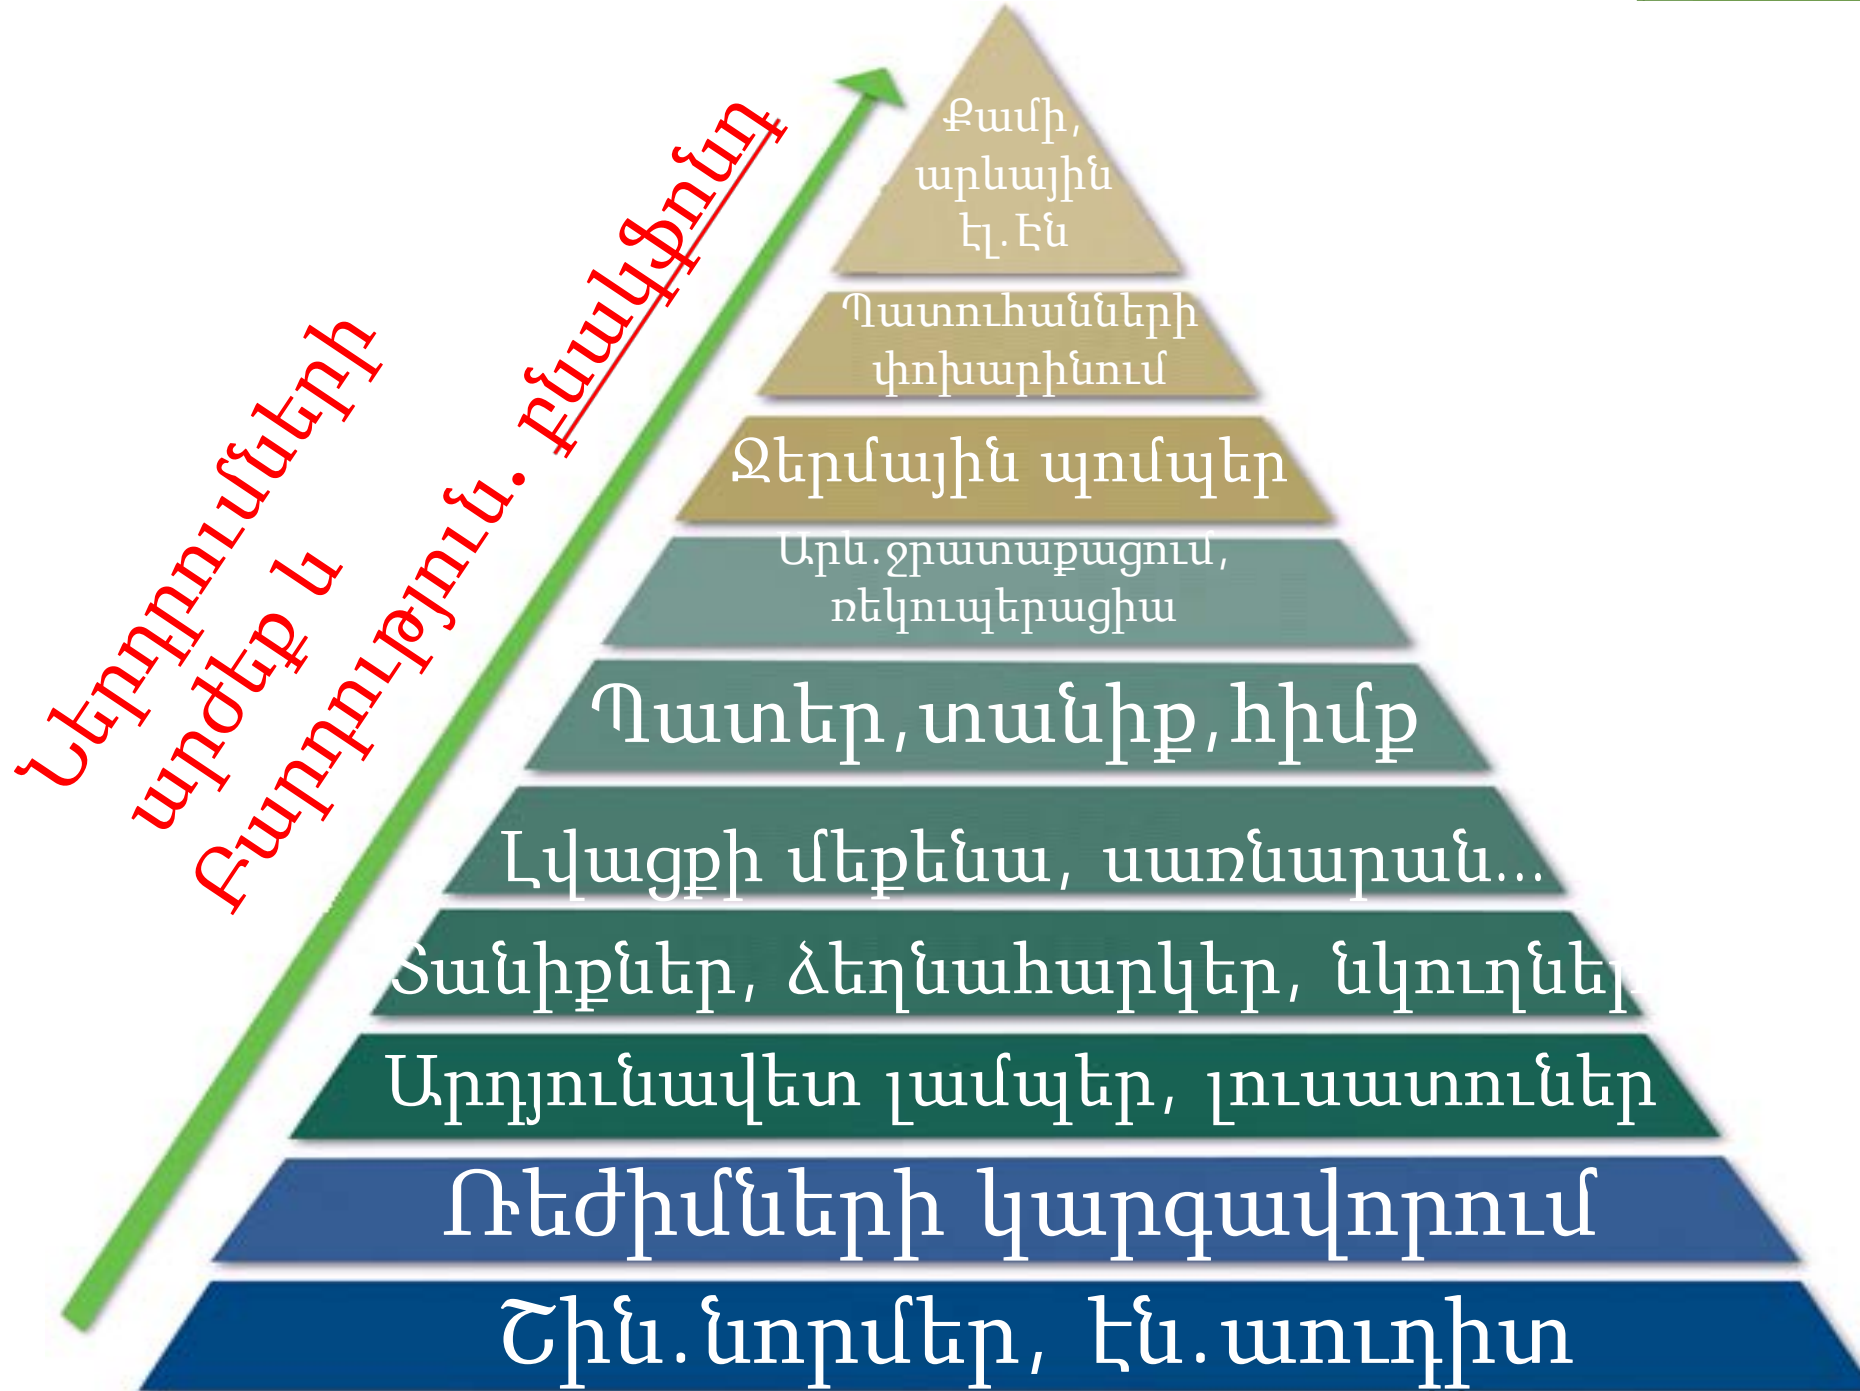 Ներդրումների
արժեք և
Բարդություն. բնակֆոնդ
Քամի,
արևային
էլ.Էն
Պատուհանների
փոխարինում
Ջերմային պոմպեր
Արև.ջրատաքացում,
ռեկուպերացիա
Պատեր,տանիք,հիմք
Լվացքի մեքենա, սառնարան...
Տանիքներ, ձեղնահարկեր, նկուղներ
Արդյունավետ լամպեր, լուսատուներ
Ռեժիմների կարգավորում
Շին.նորմեր, էն.աուդիտ